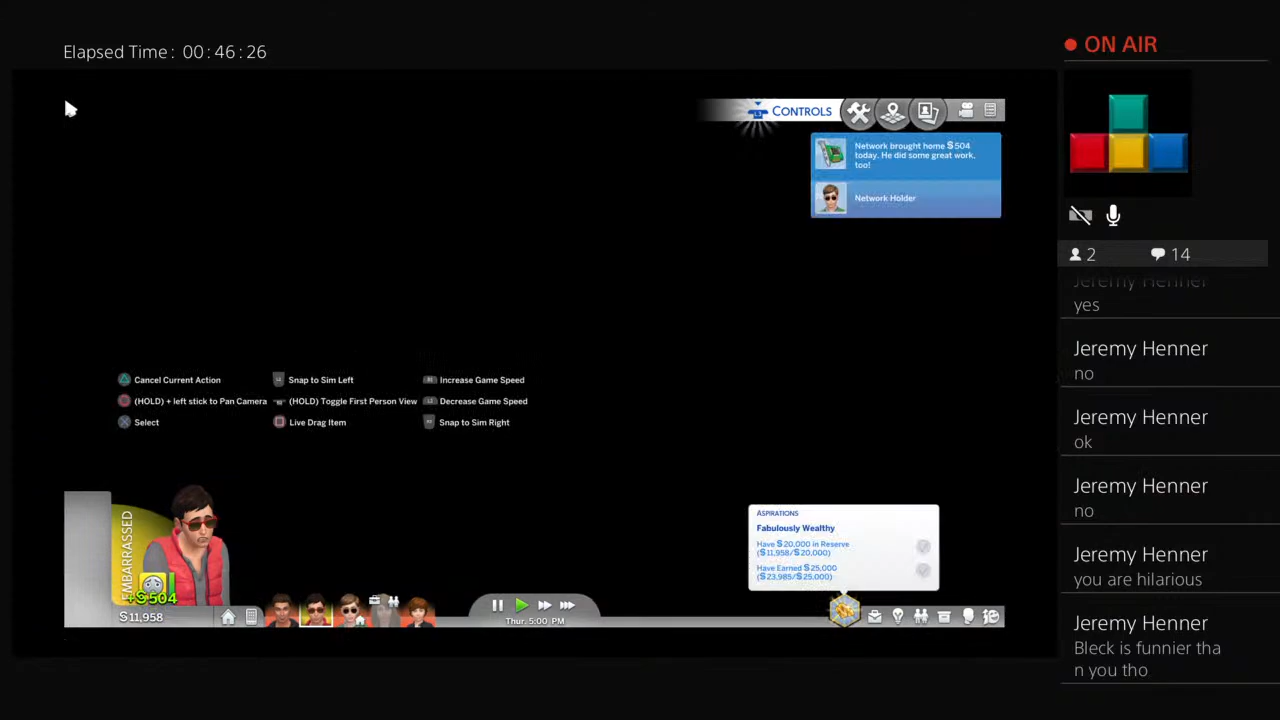 Elapsed Time: 00:46:26
ON AIR
CONTROLS
Network brought home §504
today. He did some great work,
too!
Network Holder
2
14
Jeremy Henner
yes
Jeremy Henner
no
Jeremy Henner
ok
Jeremy Henner
no
Jeremy Henner
you are hilarious
Jeremy Henner
Bleck is funnier tha
n you tho
Cancel Current Action
Snap to Sim Left
Increase Game Speed
(HOLD) + left stick to Pan Camera
(HOLD) Toggle First Person View
Decrease Game Speed
Select
Live Drag Item
Snap to Sim Right
EMBARRASSED
+§504
§11,958
Thur. 5:00 PM
ASPIRATIONS
Fabulously Wealthy
Have §20,000 in Reserve
(§11,958/§20,000)
Have Earned §25,000
(§23,985/§25,000)